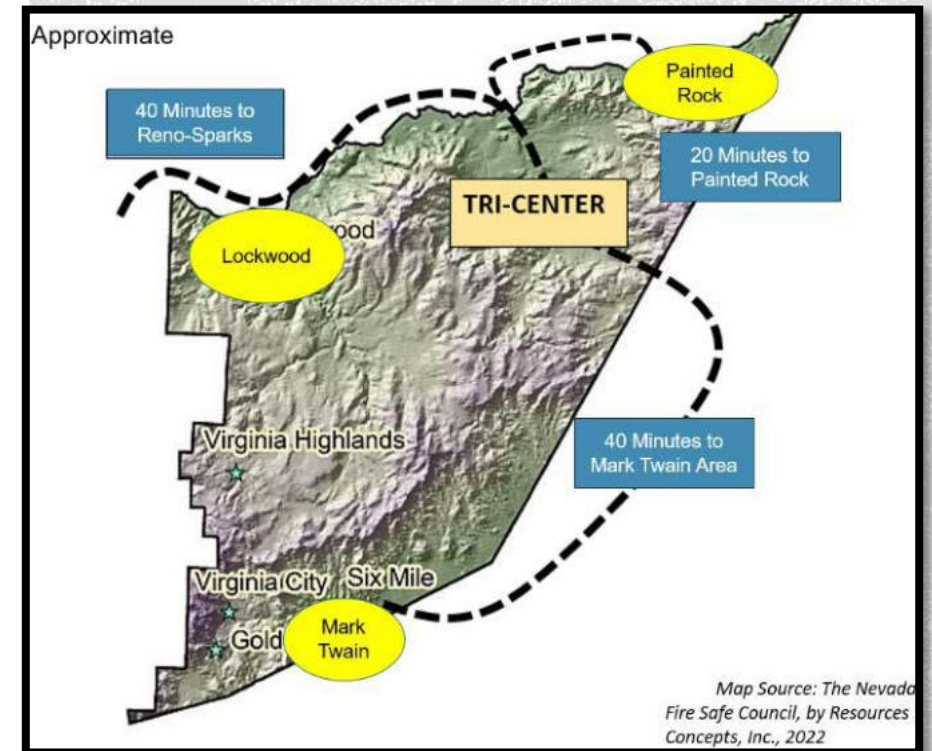 Approximate
Painted
Rock
40 Minutes to
Reno-Sparks
20 Minutes to
Painted Rock
TRI-CENTER
ood
Lockwood
Virginia Highlands
40 Minutes to
Mark Twain Area
Virginia City
Six Mile
Gold
Mark
Twain
Map Source: The Nevada
Fire Safe Council, by Resources
Concepts, Inc., 2022